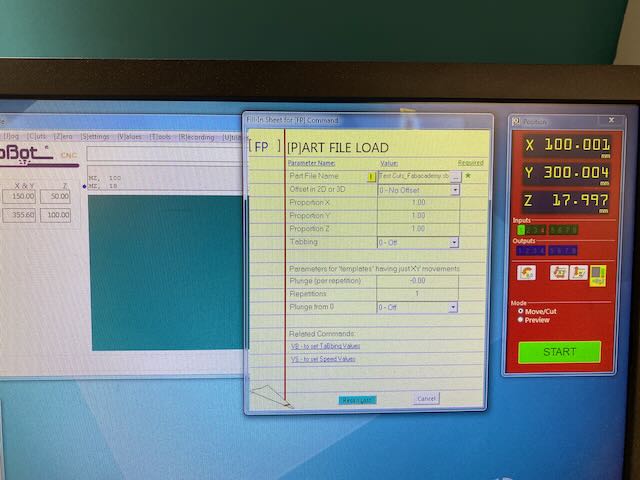 Fill-In Sheet for [FP] Command
[J]og [C]uts [Z]ero [S]ettings [V]alues [T]ools [R]ecording [U]tili
oBot CNC
MZ, 100
MZ, 18
X & Y Z
150.00 50.00
355.60 100.00
[FP ] [P]ART FILE LOAD
Parameter Name: Value: Required
Part File Name ! Test Cuts_Fabacademy.sb ... *
Offset in 2D or 3D 0 - No Offset
Proportion X 1.00
Proportion Y 1.00
Proportion Z 1.00
Tabbing 0 - Off
Parameters for 'templates' having just XY movements
Plunge (per repetition) -0.00
Repetitions 1
Plunge from 0 0 - Off
Related Commands:
VB - to set Tabbing Values
VS - to set Speed Values
Cancel
Position X
X 100.001 mm
Y 300.004 mm
Z 17.997 mm
Inputs
1 2 3 4 5 6 7 8
Outputs
1 2 3 4 5 6 7 8
Mode
Move/Cut
Preview
START